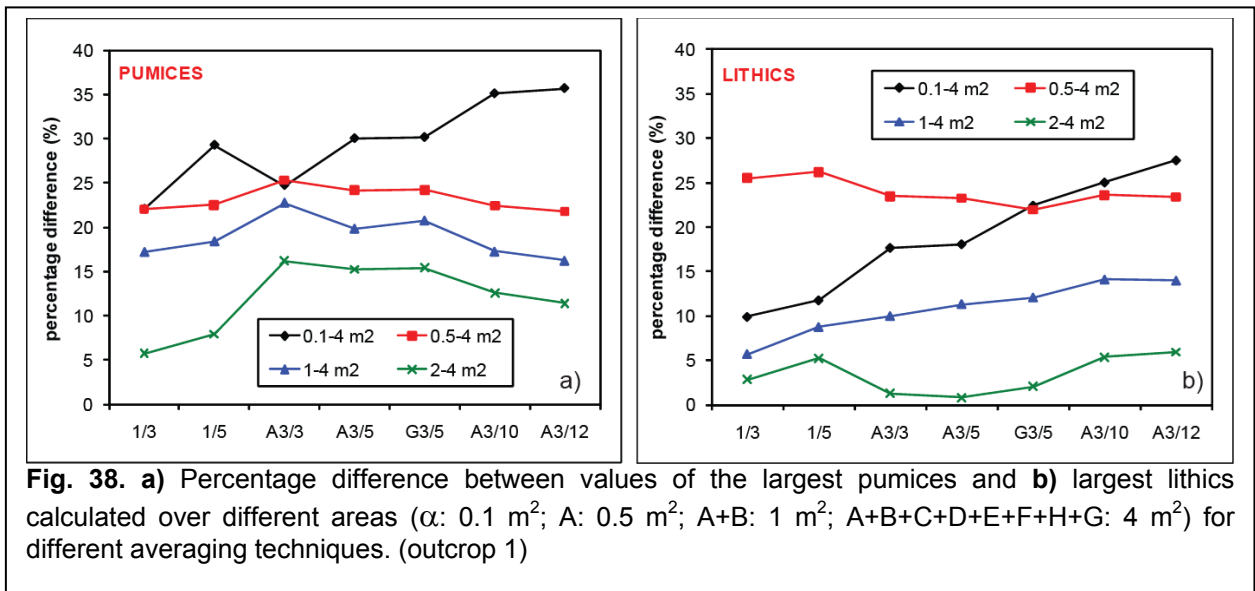 PUMICES
percentage difference (%)
40
35
30
25
20
15
10
5
0
0.1-4 m2
0.5-4 m2
1-4 m2
2-4 m2
a)
1/3
1/5
A3/3
A3/5
G3/5
A3/10
A3/12
LITHICS
percentage difference (%)
40
35
30
25
20
15
10
5
0
0.1-4 m2
0.5-4 m2
1-4 m2
2-4 m2
b)
1/3
1/5
A3/3
A3/5
G3/5
A3/10
A3/12
Fig. 38. a) Percentage difference between values of the largest pumices and b) largest lithics
calculated over different areas (α: 0.1 m²; A: 0.5 m²; A+B: 1 m²; A+B+C+D+E+F+H+G: 4 m²) for
different averaging techniques. (outcrop 1)